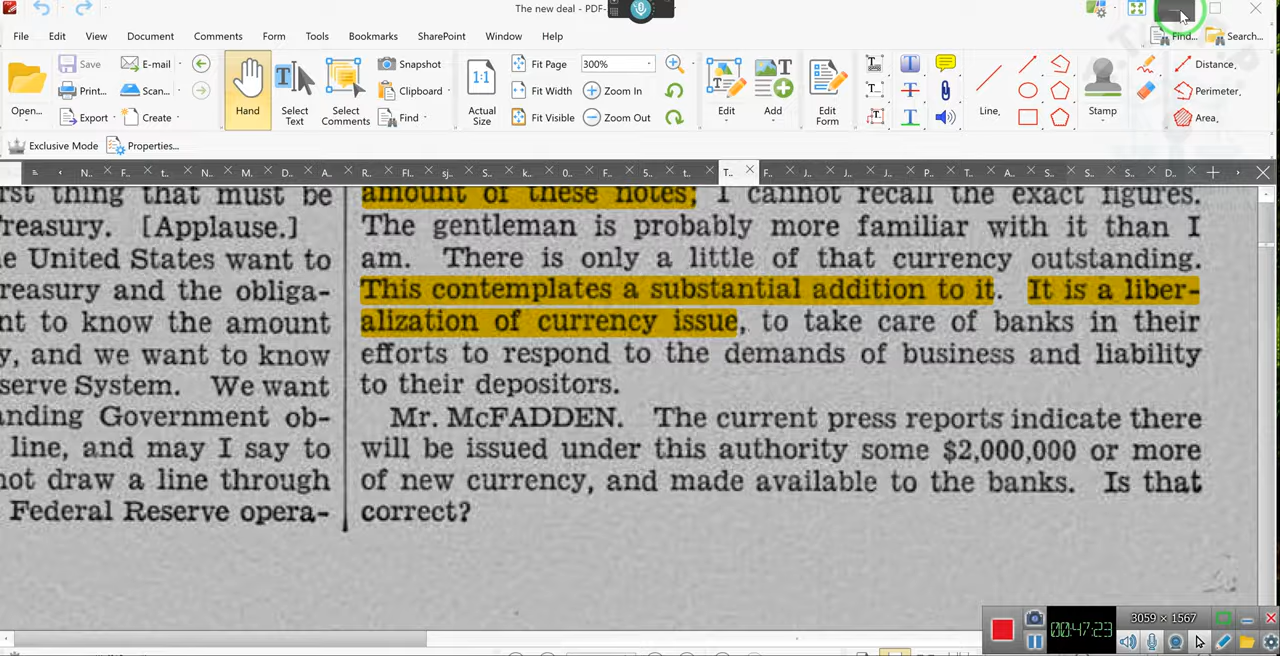 The new deal - PDF-
File Edit View Document Comments Form Tools Bookmarks SharePoint Window Help
Find... Search...
Open... Save Print... Export E-mail Scan... Create
Hand Select Text Select Comments Snapshot Clipboard Find
1:1 Actual Size Fit Page Fit Width Fit Visible 300% Zoom In Zoom Out
Edit Add Edit Form Line, Stamp Distance, Perimeter, Area,
Exclusive Mode Properties...
N.. F.. t.. N.. M.. D.. A.. R.. Fl.. sj.. S.. k... 0.. F.. 5.. t.. T.. F.. J.. J.. J.. P.. T.. A.. S.. S.. S.. D..
rst thing that must be
reasury. [Applause.]
e United States want to
reasury and the obliga-
nt to know the amount
y, and we want to know
serve System. We want
nding Government ob-
line, and may I say to
not draw a line through
Federal Reserve opera-
amount of these notes; I cannot recall the exact figures.
The gentleman is probably more familiar with it than I
am. There is only a little of that currency outstanding.
This contemplates a substantial addition to it. It is a liber-
alization of currency issue, to take care of banks in their
efforts to respond to the demands of business and liability
to their depositors.
Mr. McFADDEN. The current press reports indicate there
will be issued under this authority some $2,000,000 or more
of new currency, and made available to the banks. Is that
correct?
00:47:23
3059 × 1567